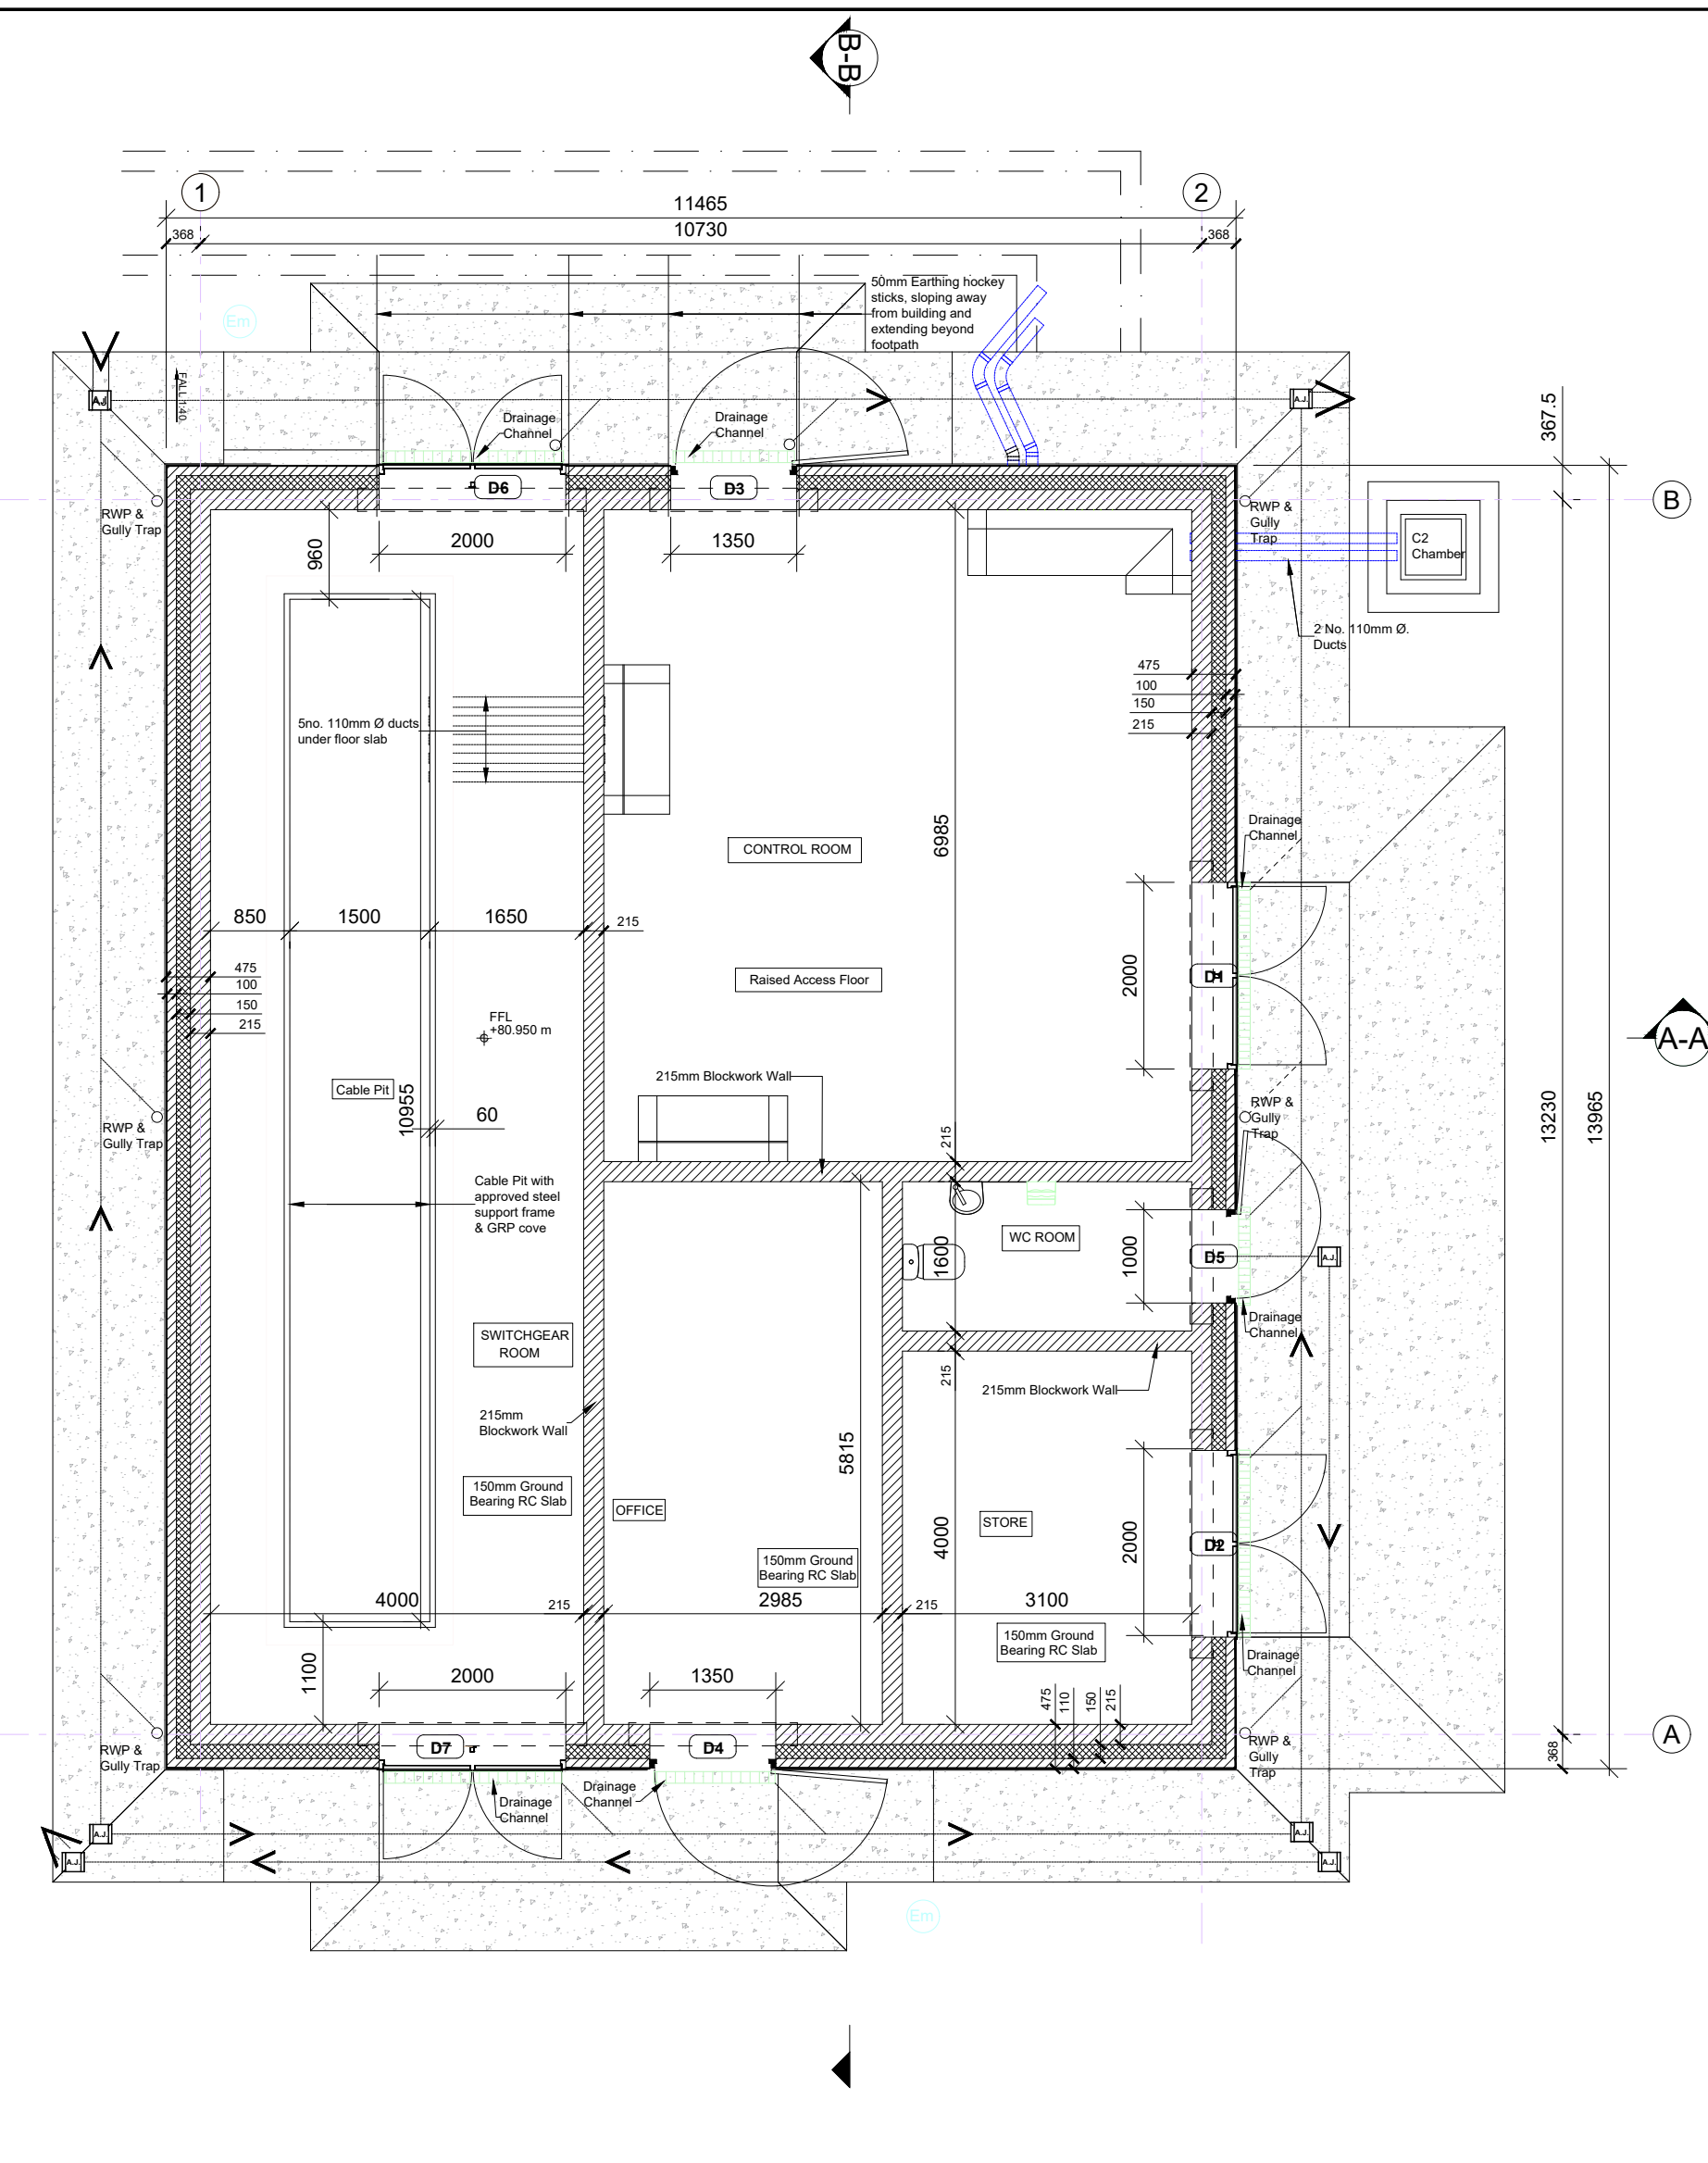 B-B
1
2
11465
10730
368
368
50mm Earthing hockey
sticks, sloping away
from building and
extending beyond
footpath
Em
FALL 1:40
A.J.
A.J.
367.5
Drainage
Channel
Drainage
Channel
D6
D3
RWP &
Gully Trap
RWP &
Gully
Trap
B
C2
Chamber
960
2000
1350
2 No. 110mm Ø.
Ducts
475
100
150
215
5no. 110mm Ø ducts
under floor slab
CONTROL ROOM
6985
Drainage
Channel
850
1500
1650
215
475
100
150
215
Raised Access Floor
2000
D1
FFL
+80.950 m
A-A
Cable Pit
10955
60
215mm Blockwork Wall
RWP &
Gully Trap
RWP &
Gully
Trap
13230
13965
215
Cable Pit with
approved steel
support frame
& GRP cove
WC ROOM
1600
1000
D5
A.J.
SWITCHGEAR
ROOM
Drainage
Channel
215
215mm Blockwork Wall
215mm
Blockwork Wall
5815
150mm Ground
Bearing RC Slab
OFFICE
STORE
4000
2000
D2
150mm Ground
Bearing RC Slab
4000
215
2985
215
3100
150mm Ground
Bearing RC Slab
1100
2000
1350
475
110
150
215
Drainage
Channel
D7
D4
RWP &
Gully Trap
RWP &
Gully
Trap
A
368
Drainage
Channel
Drainage
Channel
A.J.
A.J.
A.J.
A.J.
Em